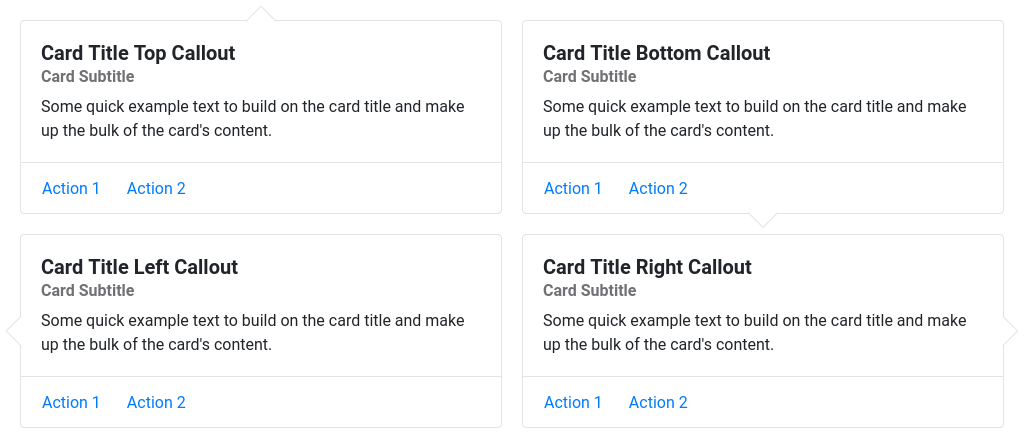 Card Title Top Callout
Card Subtitle
Some quick example text to build on the card title and make
up the bulk of the card's content.
Action 1 Action 2
Card Title Bottom Callout
Card Subtitle
Some quick example text to build on the card title and make
up the bulk of the card's content.
Action 1 Action 2
Card Title Left Callout
Card Subtitle
Some quick example text to build on the card title and make
up the bulk of the card's content.
Action 1 Action 2
Card Title Right Callout
Card Subtitle
Some quick example text to build on the card title and make
up the bulk of the card's content.
Action 1 Action 2